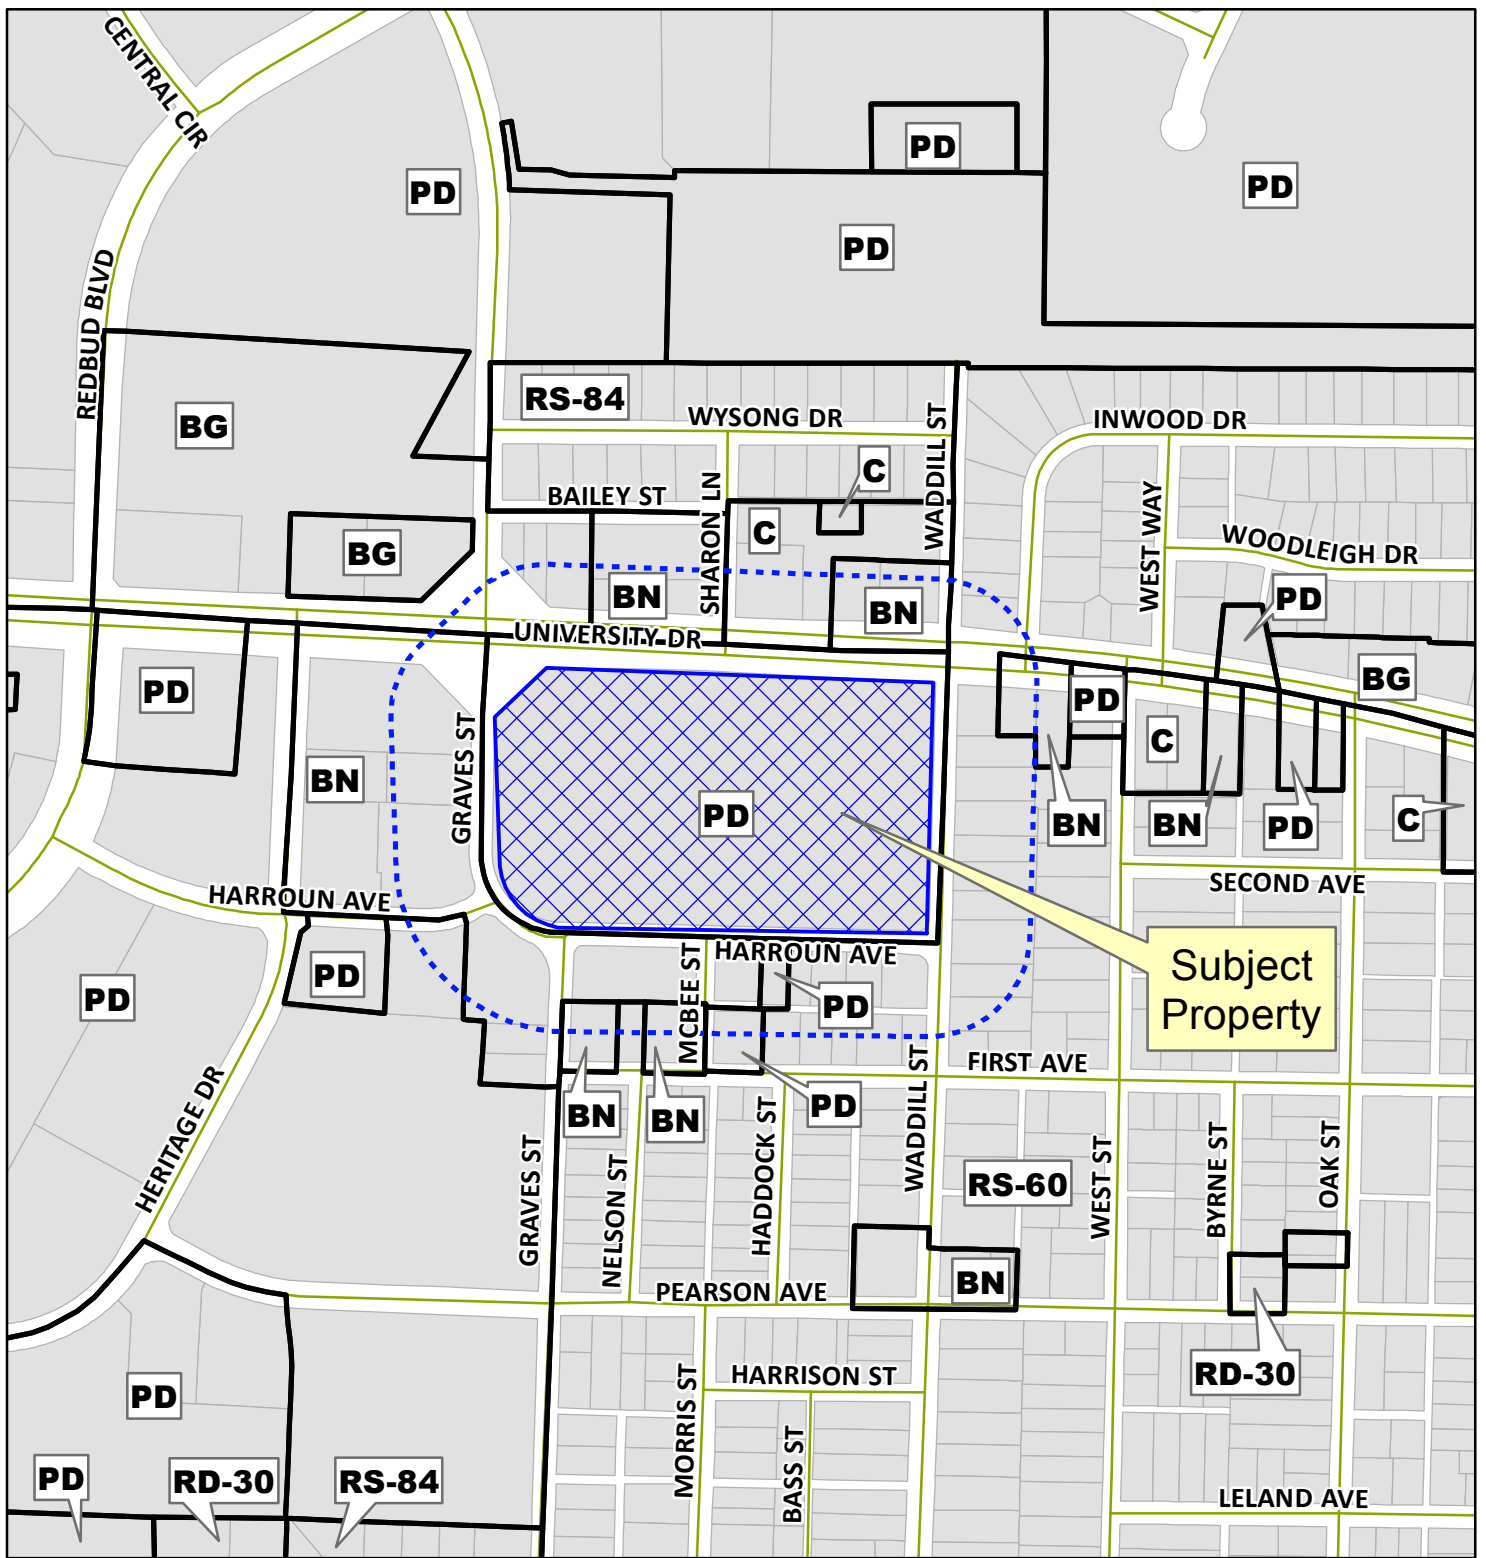 CENTRAL CIR
PD
PD
PD
PD
REDBUD BLVD
RS-84
WYSONG DR
WADDILL ST
INWOOD DR
BG
C
BAILEY ST
SHARON LN
C
WEST WAY
WOODLEIGH DR
BG
BN
BN
PD
UNIVERSITY DR
PD
BG
PD
C
GRAVES ST
BN
PD
BN
BN
PD
C
SECOND AVE
HARROUN AVE
HARROUN AVE
MCBEE ST
Subject
Property
PD
PD
PD
FIRST AVE
HERITAGE DR
BN
BN
PD
WADDILL ST
GRAVES ST
NELSON ST
HADDOCK ST
RS-60
WEST ST
BYRNE ST
OAK ST
BN
PEARSON AVE
RD-30
HARRISON ST
PD
MORRIS ST
BASS ST
PD
RD-30
RS-84
LELAND AVE